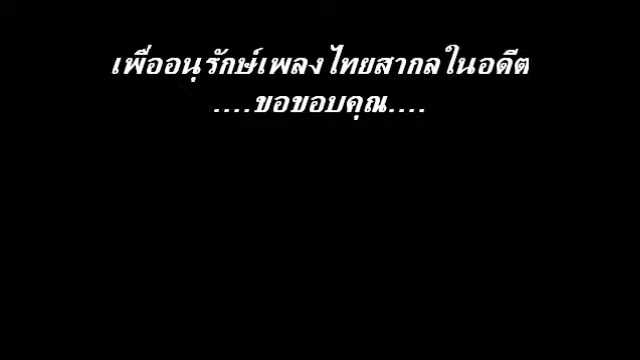 เพื่ออนุรักษ์เพลงไทยสากลในอดีต
....ขอขอบคุณ....